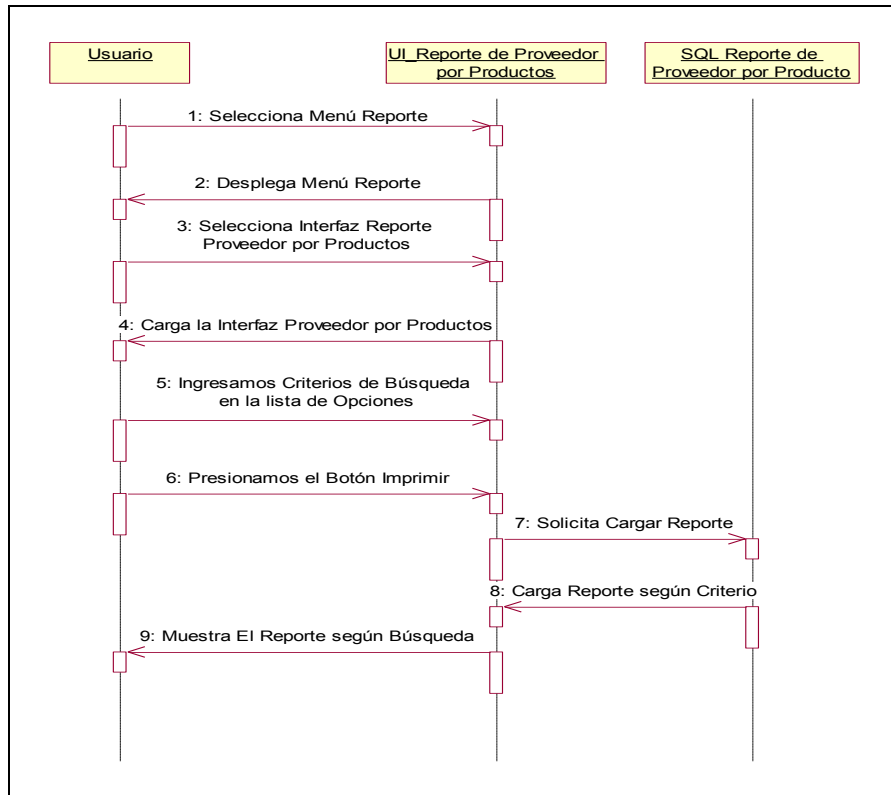 Usuario
UI_Reporte de Proveedor
por Productos
SQL Reporte de
Proveedor por Producto
1: Selecciona Menú Reporte
2: Desplega Menú Reporte
3: Selecciona Interfaz Reporte
Proveedor por Productos
4: Carga la Interfaz Proveedor por Productos
5: Ingresamos Criterios de Búsqueda
en la lista de Opciones
6: Presionamos el Botón Imprimir
7: Solicita Cargar Reporte
8: Carga Reporte según Criterio
9: Muestra El Reporte según Búsqueda